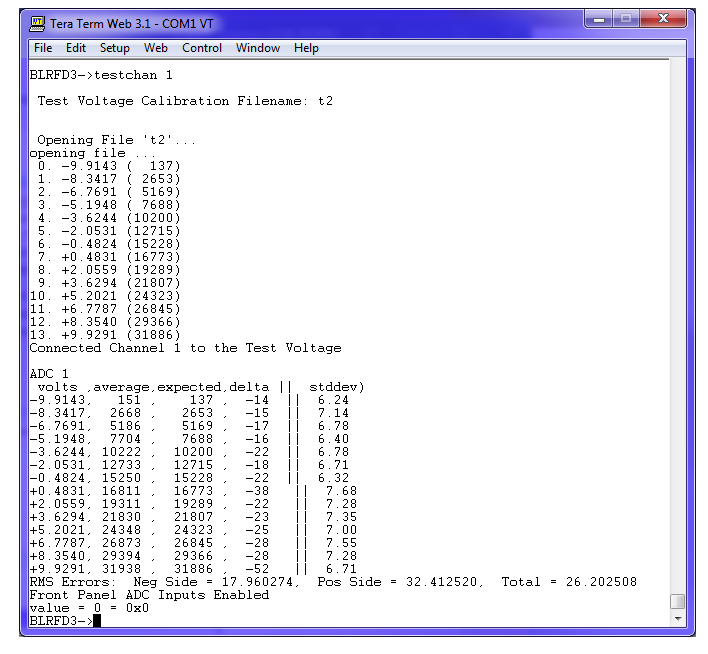 Tera Term Web 3.1 - COM1 VT
File Edit Setup Web Control Window Help
BLRFD3->testchan 1
Test Voltage Calibration Filename: t2
Opening File 't2'...
opening file ...
0. -9.9143 (  137)
1. -8.3417 ( 2653)
2. -6.7691 ( 5169)
3. -5.1948 ( 7688)
4. -3.6244 (10200)
5. -2.0531 (12715)
6. -0.4824 (15228)
7. +0.4831 (16773)
8. +2.0559 (19289)
9. +3.6294 (21807)
10. +5.2021 (24323)
11. +6.7787 (26845)
12. +8.3540 (29366)
13. +9.9291 (31886)
Connected Channel 1 to the Test Voltage
ADC 1
volts ,average,expected,delta ||  stddev)
-9.9143,   151 ,    137 ,  -14  ||  6.24
-8.3417,  2668 ,   2653 ,  -15  ||  7.14
-6.7691,  5186 ,   5169 ,  -17  ||  6.78
-5.1948,  7704 ,   7688 ,  -16  ||  6.40
-3.6244, 10222 ,  10200 ,  -22  ||  6.78
-2.0531, 12733 ,  12715 ,  -18  ||  6.71
-0.4824, 15250 ,  15228 ,  -22  ||  6.32
+0.4831, 16811 ,  16773 ,  -38   ||  7.68
+2.0559, 19311 ,  19289 ,  -22   ||  7.28
+3.6294, 21830 ,  21807 ,  -23   ||  7.35
+5.2021, 24348 ,  24323 ,  -25   ||  7.00
+6.7787, 26873 ,  26845 ,  -28   ||  7.55
+8.3540, 29394 ,  29366 ,  -28   ||  7.28
+9.9291, 31938 ,  31886 ,  -52   ||  6.71
RMS Errors:  Neg Side = 17.960274,  Pos Side = 32.412520,  Total = 26.202508
Front Panel ADC Inputs Enabled
value = 0 = 0x0
BLRFD3->